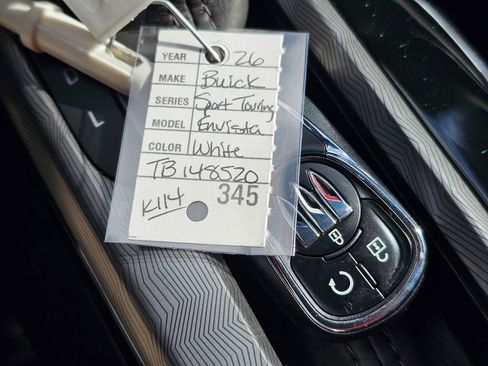 YEAR 26
MAKE Buick
SERIES Sport Touring
MODEL Envista
COLOR White
TB148520
K114 345
D
L